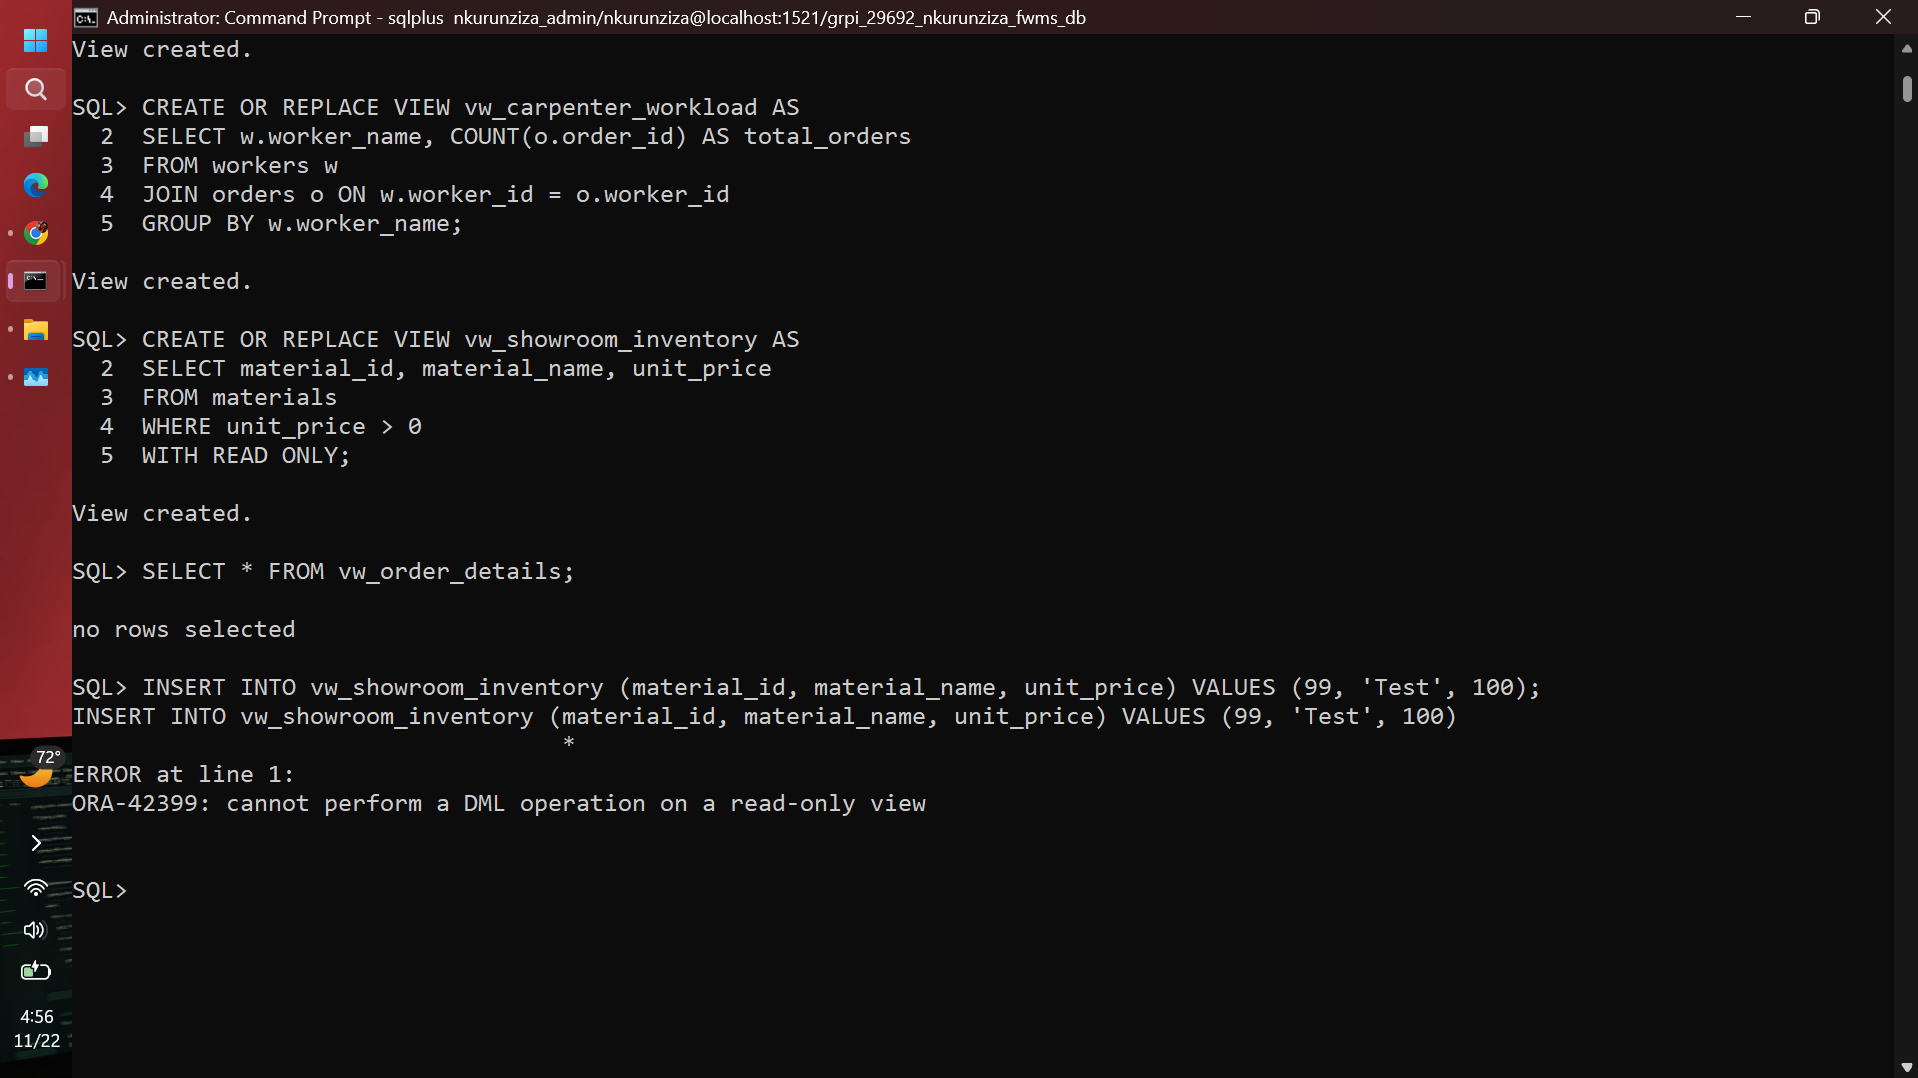 Administrator: Command Prompt - sqlplus  nkurunziza_admin/nkurunziza@localhost:1521/grpi_29692_nkurunziza_fwms_db
View created.
SQL> CREATE OR REPLACE VIEW vw_carpenter_workload AS
  2  SELECT w.worker_name, COUNT(o.order_id) AS total_orders
  3  FROM workers w
  4  JOIN orders o ON w.worker_id = o.worker_id
  5  GROUP BY w.worker_name;
View created.
SQL> CREATE OR REPLACE VIEW vw_showroom_inventory AS
  2  SELECT material_id, material_name, unit_price
  3  FROM materials
  4  WHERE unit_price > 0
  5  WITH READ ONLY;
View created.
SQL> SELECT * FROM vw_order_details;
no rows selected
SQL> INSERT INTO vw_showroom_inventory (material_id, material_name, unit_price) VALUES (99, 'Test', 100);
INSERT INTO vw_showroom_inventory (material_id, material_name, unit_price) VALUES (99, 'Test', 100)
                                   *
ERROR at line 1:
ORA-42399: cannot perform a DML operation on a read-only view
SQL>
72°
4:56
11/22